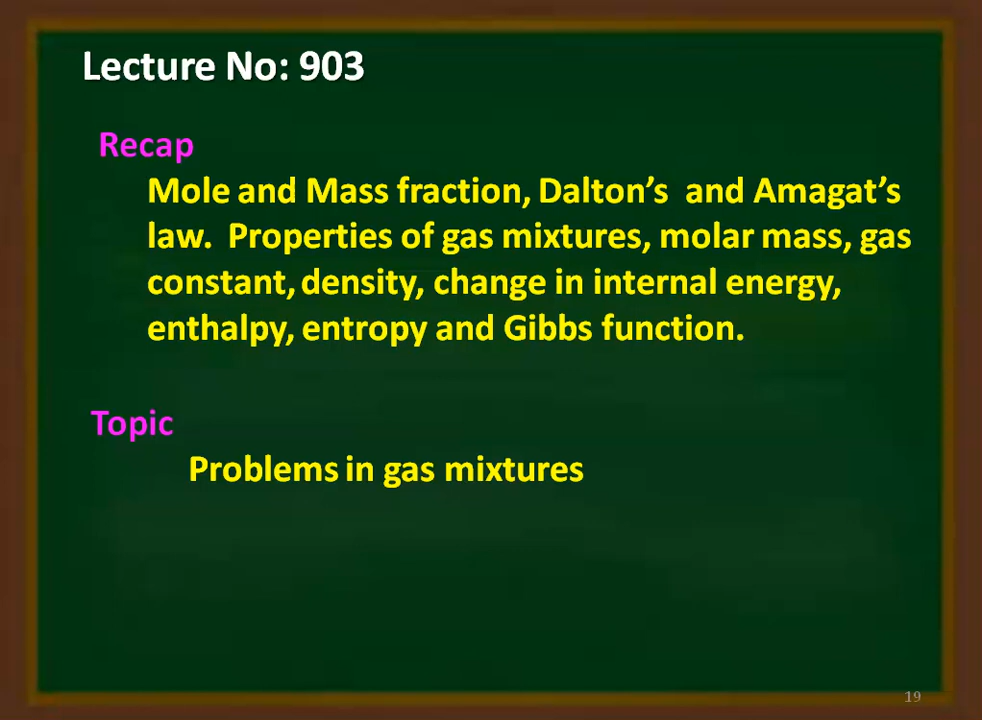 Lecture No: 903
Recap
Mole and Mass fraction, Dalton’s and Amagat’s
law. Properties of gas mixtures, molar mass, gas
constant, density, change in internal energy,
enthalpy, entropy and Gibbs function.
Topic
Problems in gas mixtures
19